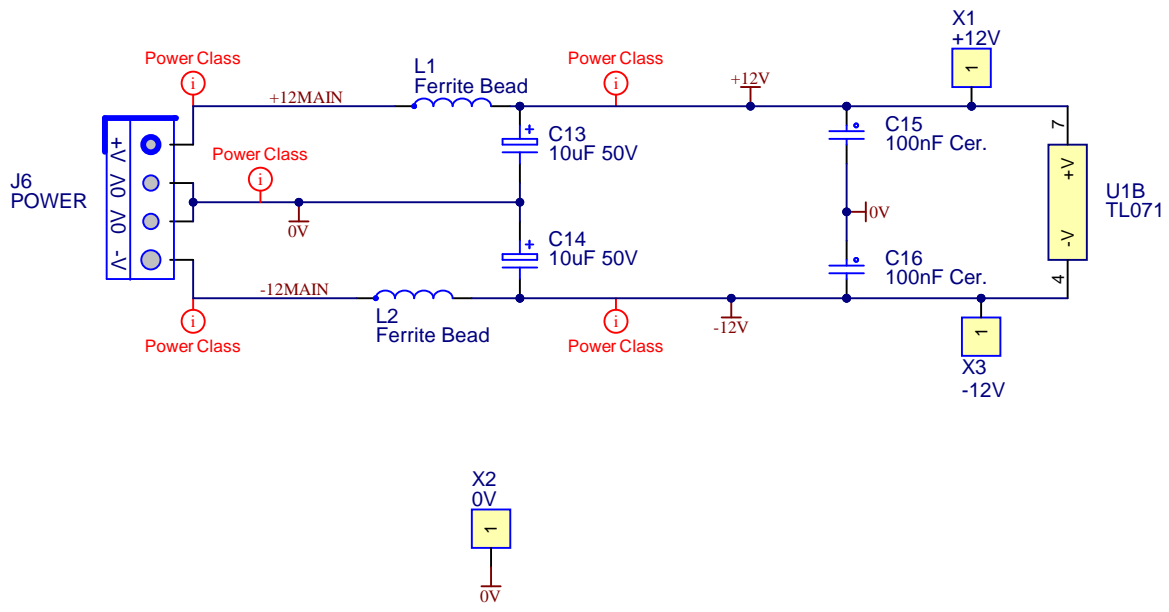 X1
+12V
1
Power Class
Power Class
L1
Ferrite Bead
+12V
+12MAIN
J6
POWER
+V
0V
0V
-V
Power Class
0V
C13
10uF 50V
C14
10uF 50V
C15
100nF Cer.
0V
C16
100nF Cer.
7
+V
-V
4
U1B
TL071
-12MAIN
L2
Ferrite Bead
Power Class
Power Class
-12V
1
X3
-12V
X2
0V
1
0V
i
i
i
i
i